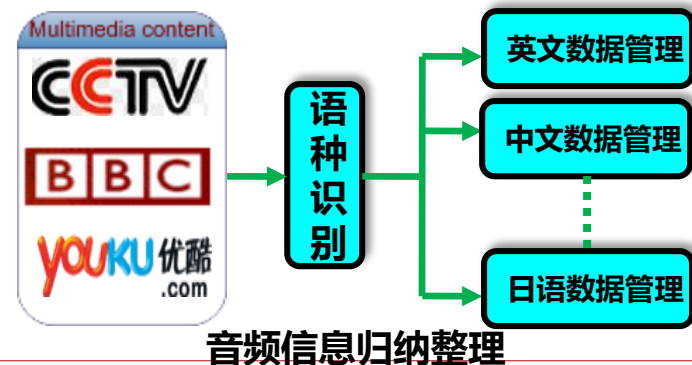 Multimedia content
CCTV
BBC
YOUKU优酷
.com
语
种
识
别
英文数据管理
中文数据管理
日语数据管理
音频信息归纳整理